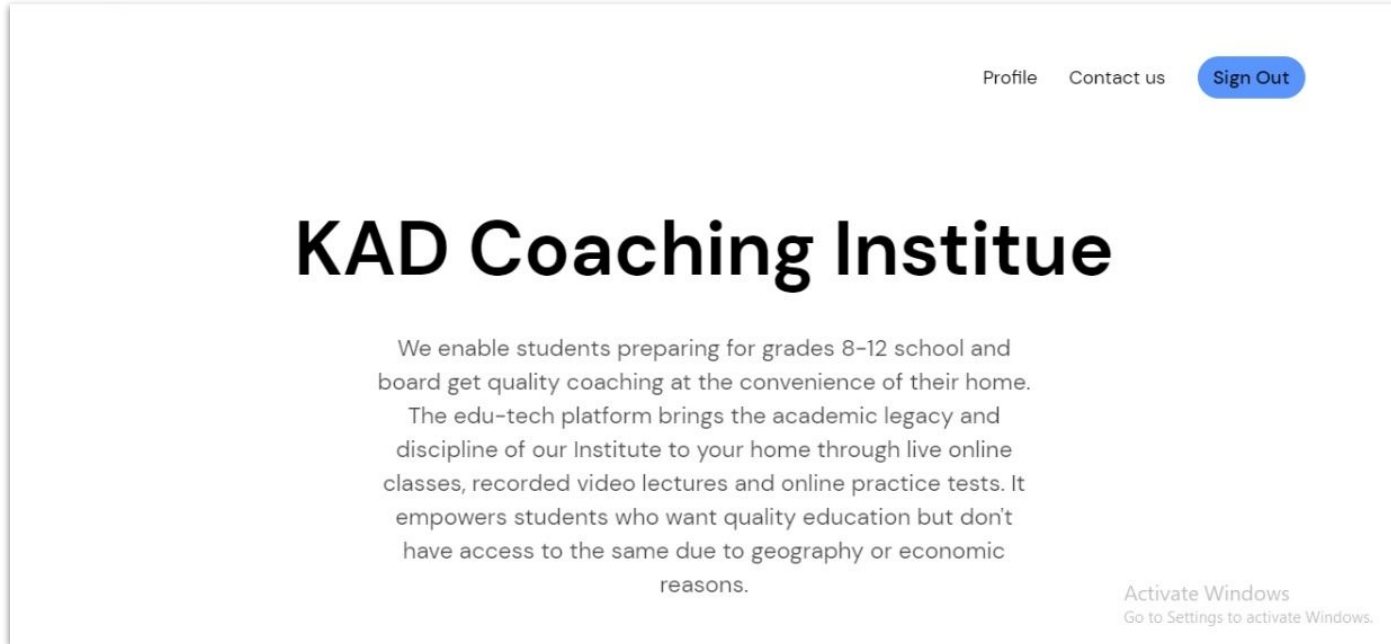 Profile Contact us Sign Out
KAD Coaching Institue
We enable students preparing for grades 8-12 school and
board get quality coaching at the convenience of their home.
The edu-tech platform brings the academic legacy and
discipline of our Institute to your home through live online
classes, recorded video lectures and online practice tests. It
empowers students who want quality education but don't
have access to the same due to geography or economic
reasons.
Activate Windows
Go to Settings to activate Windows.